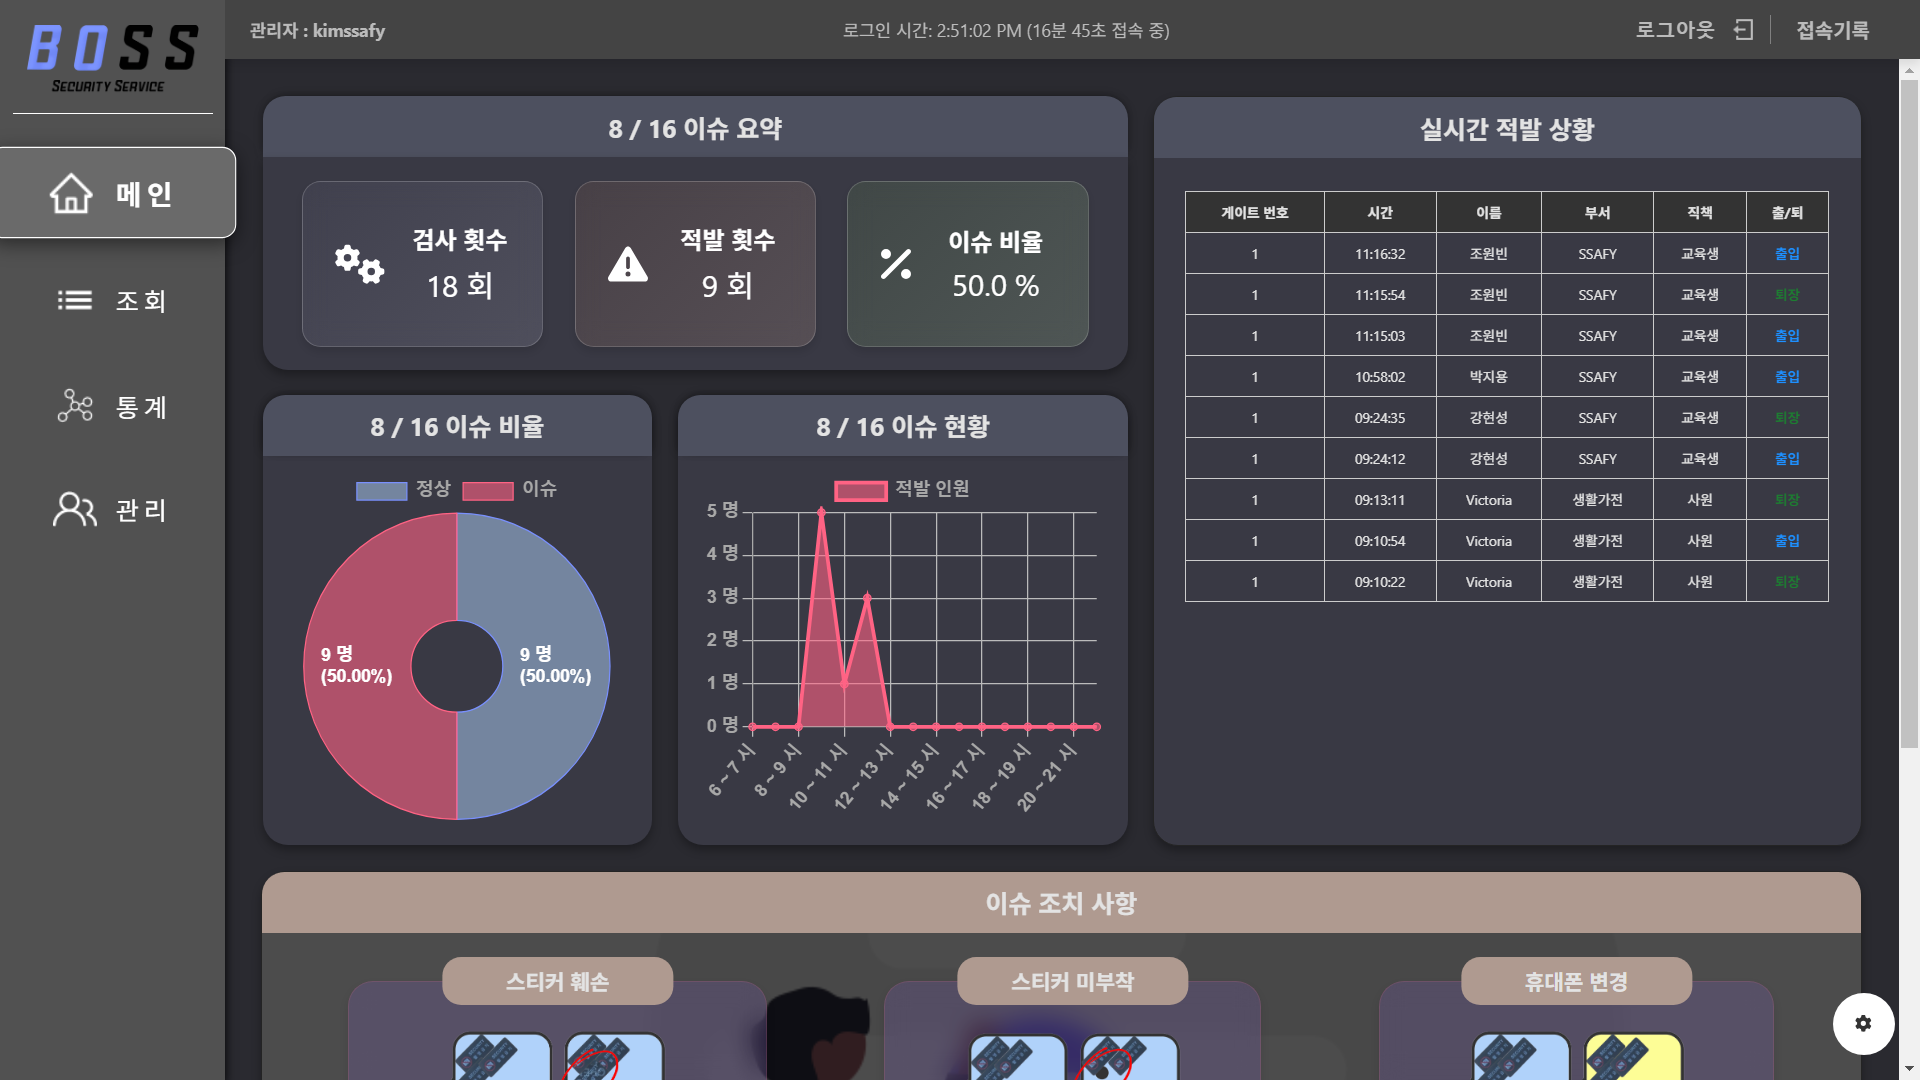 BOSS
SECURITY SERVICE
관리자 : kimssafy
로그인 시간: 2:51:02 PM (16분 45초 접속 중)
로그아웃
접속기록
메인
조회
통계
관리
8 / 16 이슈 요약
검사 횟수
18 회
적발 횟수
9 회
이슈 비율
50.0 %
8 / 16 이슈 비율
정상 이슈
9 명
(50.00%)
9 명
(50.00%)
8 / 16 이슈 현황
적발 인원
5 명
4 명
3 명
2 명
1 명
0 명
6 ~ 7 시
8 ~ 9 시
10 ~ 11 시
12 ~ 13 시
14 ~ 15 시
16 ~ 17 시
18 ~ 19 시
20 ~ 21 시
실시간 적발 상황
게이트 번호 시간 이름 부서 직책 출/퇴
1 11:16:32 조원빈 SSAFY 교육생 출입
1 11:15:54 조원빈 SSAFY 교육생 퇴장
1 11:15:03 조원빈 SSAFY 교육생 출입
1 10:58:02 박지용 SSAFY 교육생 출입
1 09:24:35 강현성 SSAFY 교육생 퇴장
1 09:24:12 강현성 SSAFY 교육생 출입
1 09:13:11 Victoria 생활가전 사원 퇴장
1 09:10:54 Victoria 생활가전 사원 출입
1 09:10:22 Victoria 생활가전 사원 퇴장
이슈 조치 사항
스티커 훼손
스티커 미부착
휴대폰 변경